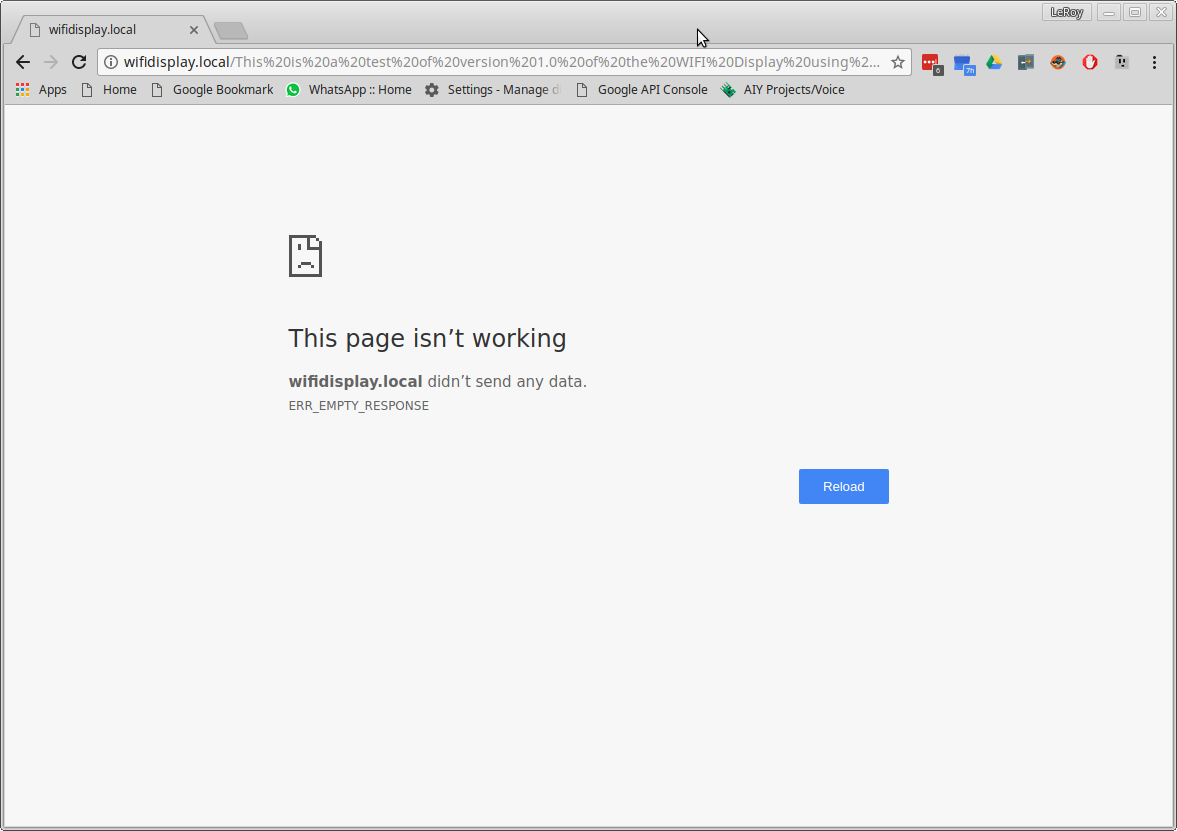 LeRoy
wifidisplay.local
wifidisplay.local/This%20is%20a%20test%20of%20version%201.0%20of%20the%20WIFI%20Display%20using%2...
6
7h
Apps Home Google Bookmark WhatsApp :: Home Settings - Manage d Google API Console AIY Projects/Voice
This page isn’t working
wifidisplay.local didn’t send any data.
ERR_EMPTY_RESPONSE
Reload